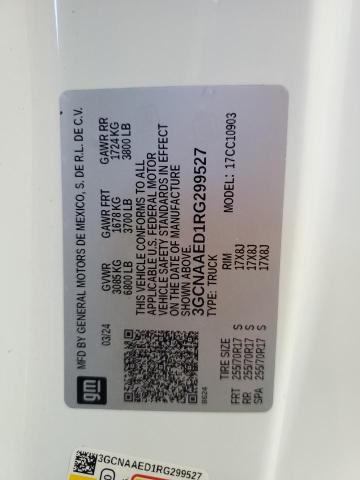 MFD BY GENERAL MOTORS DE MEXICO, S. DE R.L. DE C.V.
03/24 GVWR GAWR FRT GAWR RR
3085 KG 1678 KG 1724 KG
6800 LB 3700 LB 3800 LB
THIS VEHICLE CONFORMS TO ALL
APPLICABLE U.S. FEDERAL MOTOR
VEHICLE SAFETY STANDARDS IN EFFECT
ON THE DATE OF MANUFACTURE
SHOWN ABOVE.
3GCNAAED1RG299527
TYPE: TRUCK MODEL: 17CC10903
gm
TIRE SIZE RIM
FRT 255/70R17 S 17X8J
RR 255/70R17 S 17X8J
SPA 255/70R17 S 17X8J
3GCNAAED1RG299527